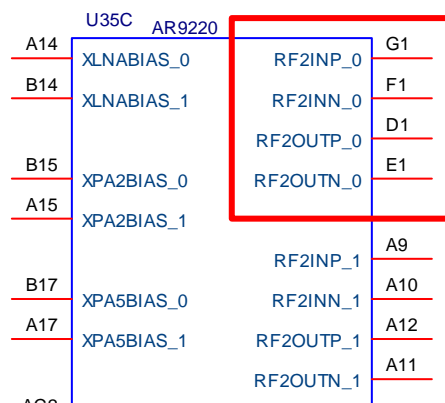 U35C AR9220
A14 XLNABIAS_0 RF2INP_0 G1
B14 XLNABIAS_1 RF2INN_0 F1
RF2OUTP_0 D1
B15 XPA2BIAS_0 RF2OUTN_0 E1
A15 XPA2BIAS_1
RF2INP_1 A9
B17 XPA5BIAS_0 RF2INN_1 A10
A17 XPA5BIAS_1 RF2OUTP_1 A12
RF2OUTN_1 A11